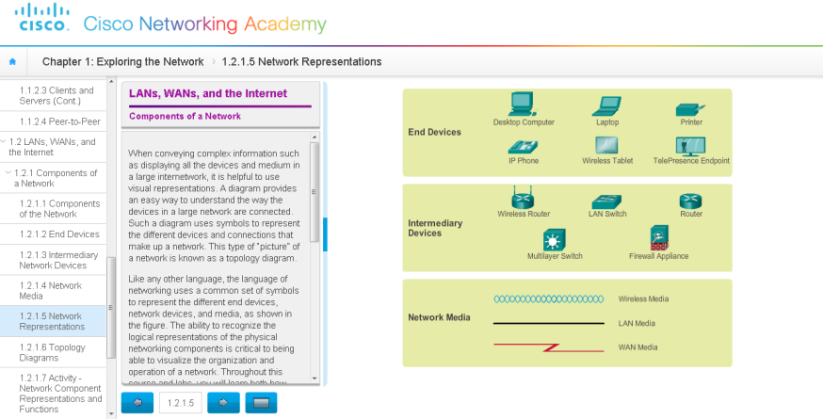 cisco. Cisco Networking Academy
Chapter 1: Exploring the Network > 1.2.1.5 Network Representations
1.1.2.3 Clients and
Servers (Cont.)
1.1.2.4 Peer-to-Peer
1.2 LANs, WANs, and
the Internet
1.2.1 Components of
a Network
1.2.1.1 Components
of the Network
1.2.1.2 End Devices
1.2.1.3 Intermediary
Network Devices
1.2.1.4 Network
Media
1.2.1.5 Network
Representations
1.2.1.6 Topology
Diagrams
1.2.1.7 Activity -
Network Component
Representations and
Functions
LANs, WANs, and the Internet
Components of a Network
When conveying complex information such
as displaying all the devices and medium in
a large internetwork, it is helpful to use
visual representations. A diagram provides
an easy way to understand the way the
devices in a large network are connected.
Such a diagram uses symbols to represent
the different devices and connections that
make up a network. This type of "picture" of
a network is known as a topology diagram.
Like any other language, the language of
networking uses a common set of symbols
to represent the different end devices,
network devices, and media, as shown in
the figure. The ability to recognize the
logical representations of the physical
networking components is critical to being
able to visualize the organization and
operation of a network. Throughout this
course and labs, you will learn both how
1.2.1.5
End Devices
Desktop Computer
Laptop
Printer
IP Phone
Wireless Tablet
TelePresence Endpoint
Intermediary
Devices
Wireless Router
LAN Switch
Router
Multilayer Switch
Firewall Appliance
Network Media
Wireless Media
LAN Media
WAN Media